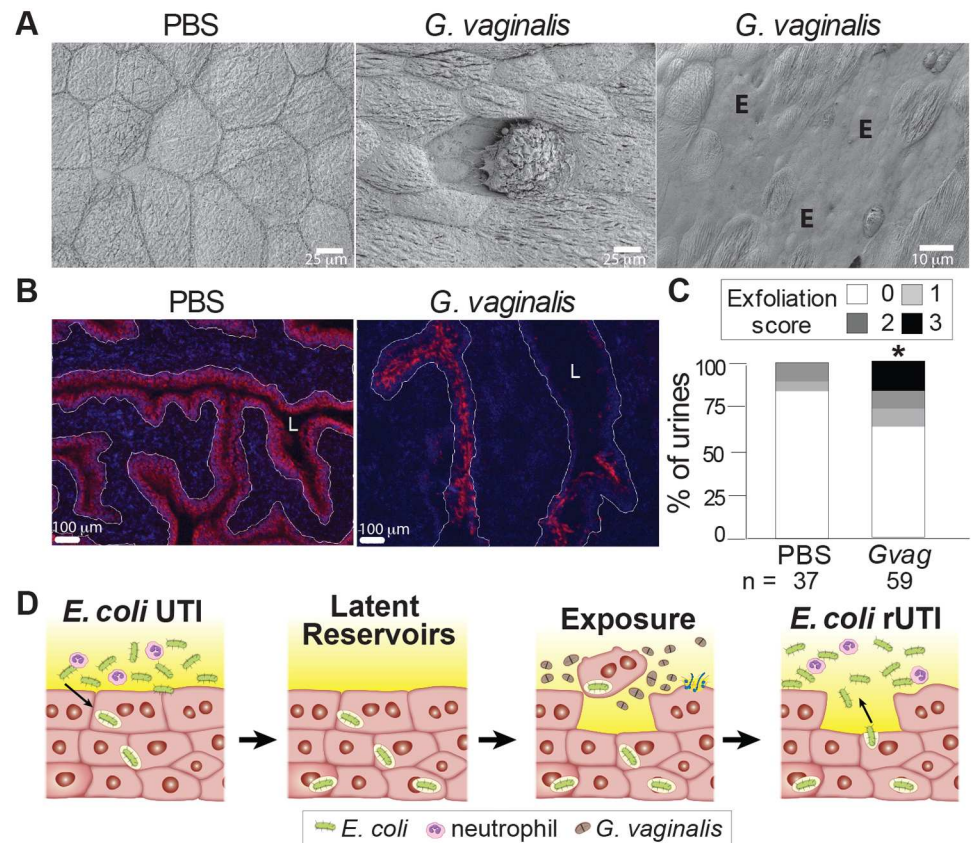 A
PBS
G. vaginalis
G. vaginalis
25 µm
25 µm
E
E
E
10 µm
B
PBS
G. vaginalis
L
100 µm
L
100 µm
C
Exfoliation
score
0
1
2
3
*
% of urines
100
75
50
25
0
PBS
Gvag
n = 37
59
D
E. coli UTI
Latent
Reservoirs
Exposure
E. coli rUTI
E. coli
neutrophil
G. vaginalis